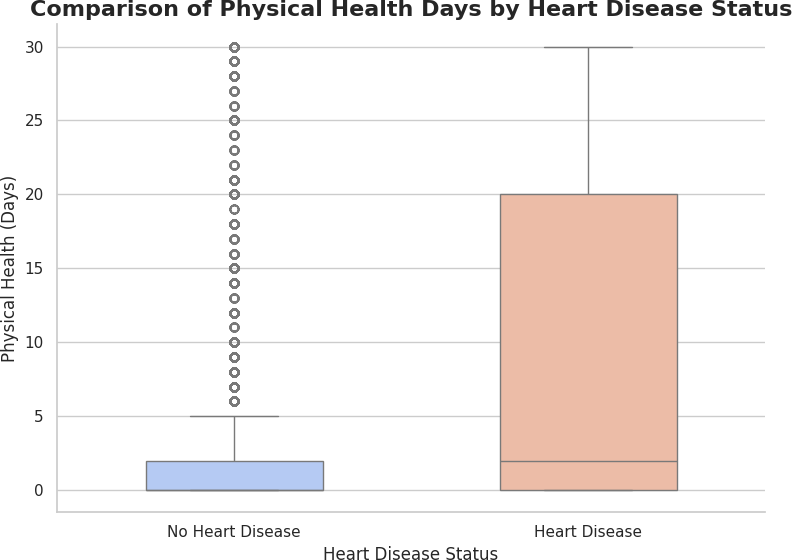 Comparison of Physical Health Days by Heart Disease Status
Physical Health (Days)
30
25
20
15
10
5
0
No Heart Disease
Heart Disease
Heart Disease Status